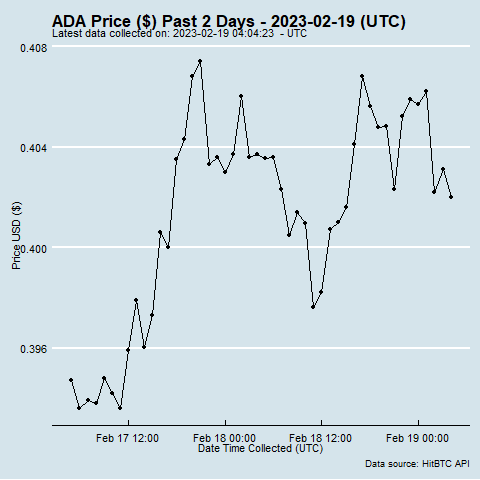 ADA Price ($) Past 2 Days - 2023-02-19 (UTC)
Latest data collected on: 2023-02-19 04:04:23 - UTC
0.408
0.404
0.400
0.396
Price USD ($)
Feb 17 12:00
Feb 18 00:00
Feb 18 12:00
Feb 19 00:00
Date Time Collected (UTC)
Data source: HitBTC API